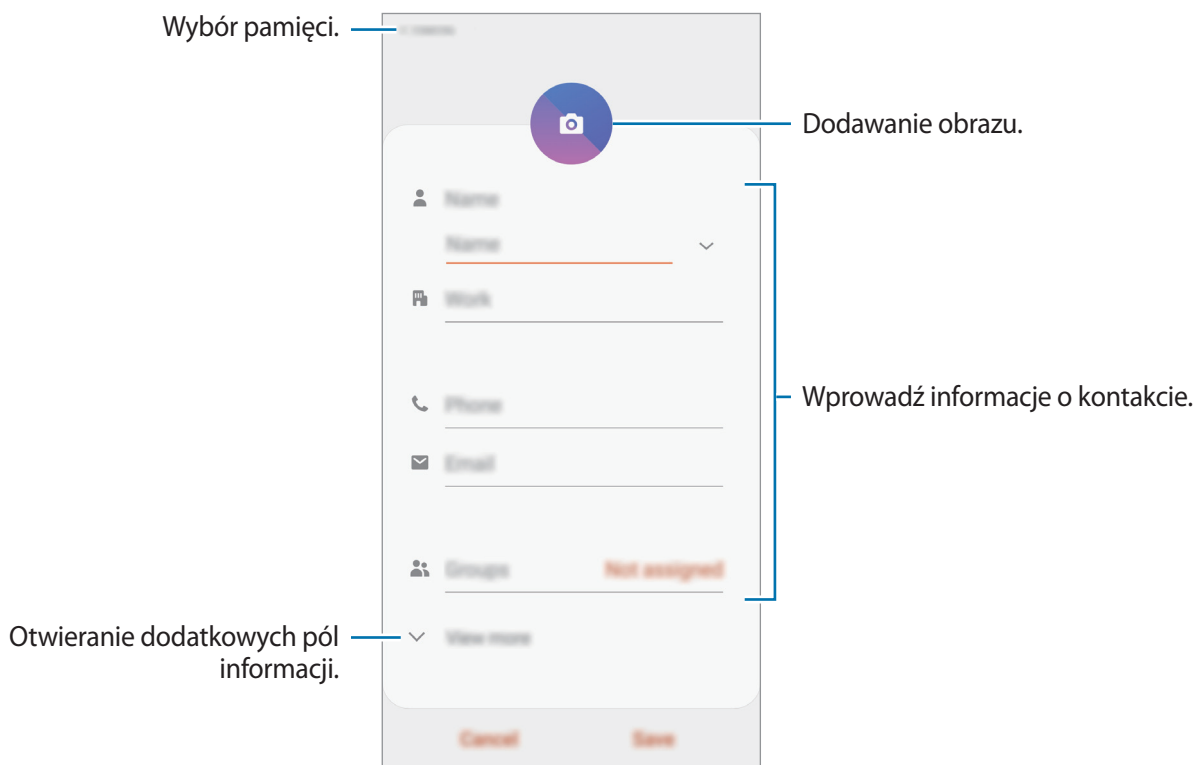 Wybór pamięci.
Dodawanie obrazu.
Name
Name
Work
Phone
Wprowadź informacje o kontakcie.
Email
Groups Not assigned
Otwieranie dodatkowych pól
informacji.
View more
Cancel Save